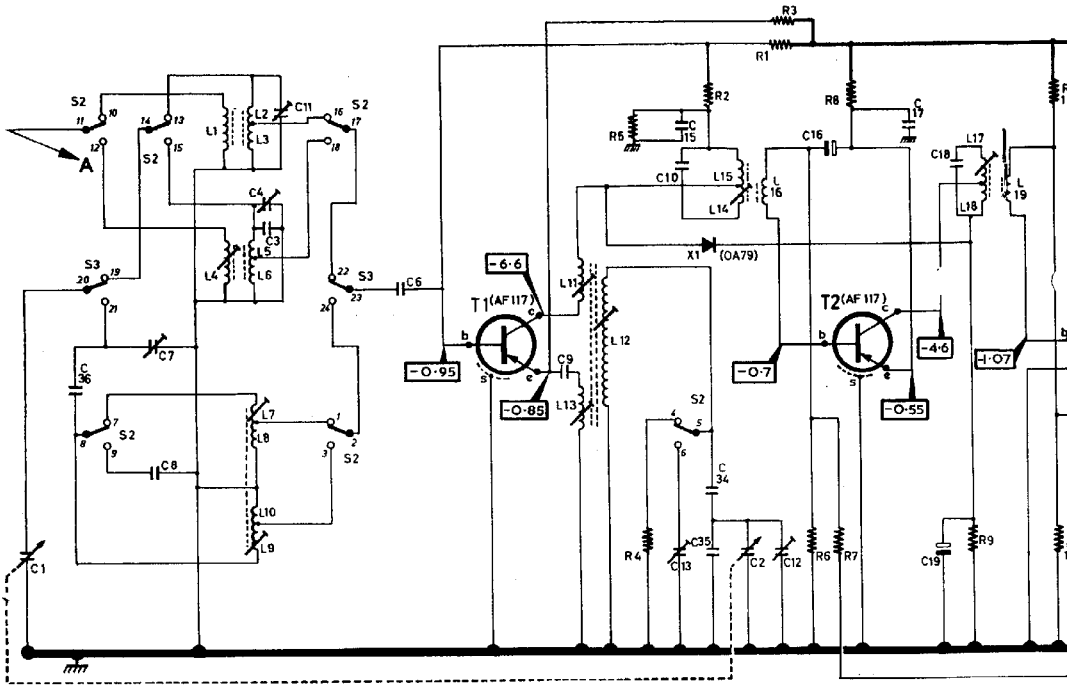 R3
R1
S2
10
13
C11
16
S2
R2
R8
R
1
11
14
L1
L2
L3
17
R5
C
15
C
17
12
S2
15
18
C16
L17
A
C10
L15
L
16
C18
C4
L14
L18
L
19
C3
L5
L4
L6
X1
(OA79)
S3
19
22
S3
-6.6
L11
20
23
C6
T1 (AF117)
c
T2 (AF117)
c
21
24
b
L12
b
b
C7
-0.95
C9
-0.7
-4.6
-1.07
C
36
s
e
s
e
-0.85
L13
-0.55
7
L7
1
S2
4
5
8
S2
L8
2
9
3
S2
6
C8
C
34
L10
L9
R4
C35
R6
R7
R9
C1
C13
C2
C12
C19